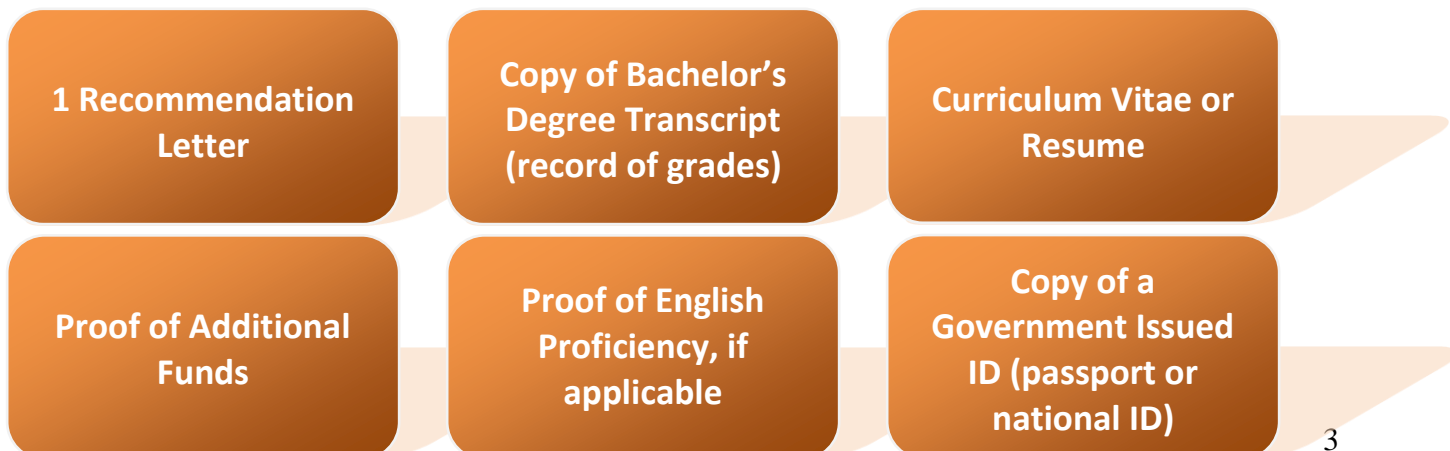 1 Recommendation
Letter
Copy of Bachelor’s
Degree Transcript
(record of grades)
Curriculum Vitae or
Resume
Proof of Additional
Funds
Proof of English
Proficiency, if
applicable
Copy of a
Government Issued
ID (passport or
national ID)
3